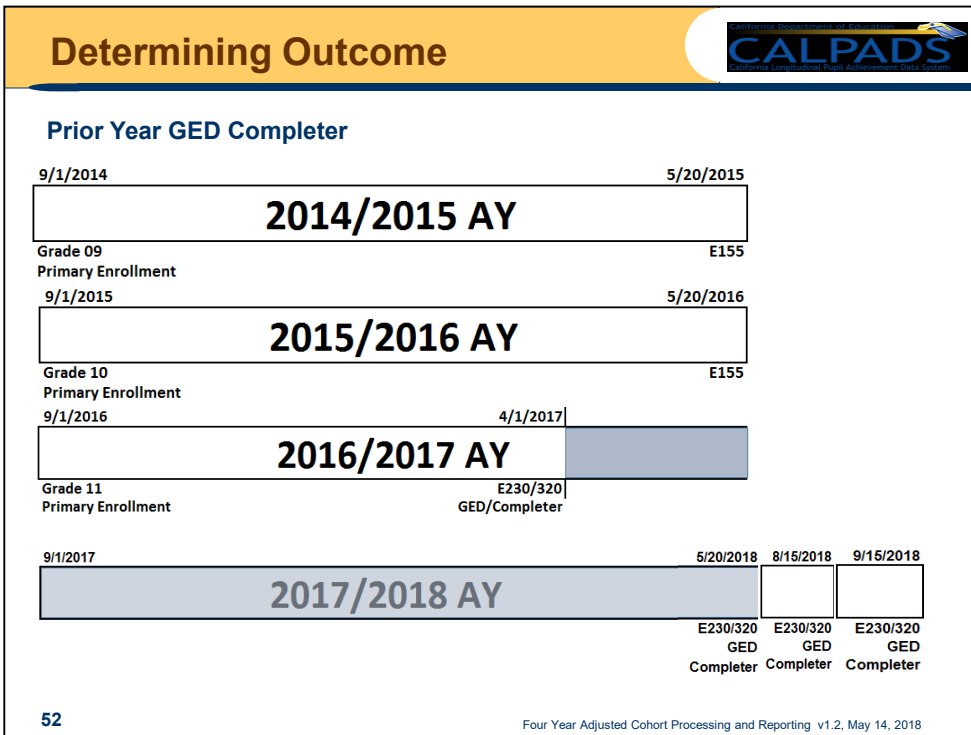 Determining Outcome
California Department of Education
CALPADS
California Longitudinal Pupil Achievement Data System
Prior Year GED Completer
9/1/2014 5/20/2015
2014/2015 AY
Grade 09 E155
Primary Enrollment
9/1/2015 5/20/2016
2015/2016 AY
Grade 10 E155
Primary Enrollment
9/1/2016 4/1/2017
2016/2017 AY
Grade 11 E230/320
Primary Enrollment GED/Completer
9/1/2017 5/20/2018 8/15/2018 9/15/2018
2017/2018 AY
E230/320 E230/320 E230/320
GED GED GED
Completer Completer Completer
52 Four Year Adjusted Cohort Processing and Reporting v1.2, May 14, 2018